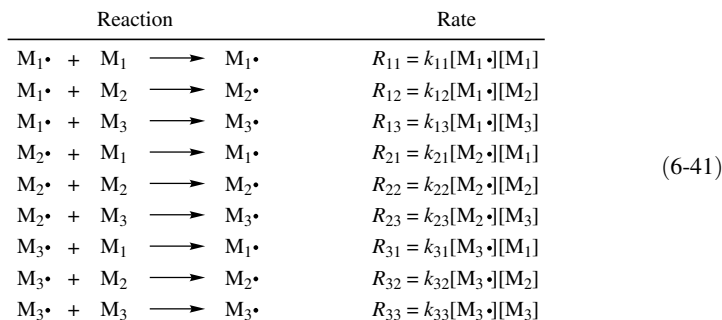 Reaction Rate
M₁• + M₁ ⟶ M₁• R₁₁ = k₁₁[M₁•][M₁]
M₁• + M₂ ⟶ M₂• R₁₂ = k₁₂[M₁•][M₂]
M₁• + M₃ ⟶ M₃• R₁₃ = k₁₃[M₁•][M₃]
M₂• + M₁ ⟶ M₁• R₂₁ = k₂₁[M₂•][M₁]
M₂• + M₂ ⟶ M₂• R₂₂ = k₂₂[M₂•][M₂]
M₂• + M₃ ⟶ M₃• R₂₃ = k₂₃[M₂•][M₃]
M₃• + M₁ ⟶ M₁• R₃₁ = k₃₁[M₃•][M₁]
M₃• + M₂ ⟶ M₂• R₃₂ = k₃₂[M₃•][M₂]
M₃• + M₃ ⟶ M₃• R₃₃ = k₃₃[M₃•][M₃]
(6-41)